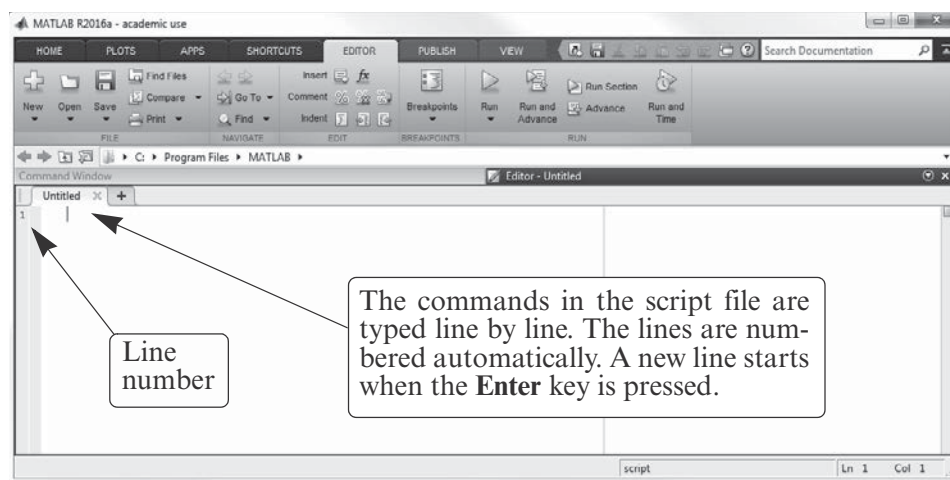 MATLAB R2016a - academic use
HOME PLOTS APPS SHORTCUTS EDITOR PUBLISH VIEW Search Documentation
New Open Save Find Files Compare Print Go To Find Insert fx Comment Indent Breakpoints Run Run and Advance Run Section Advance Run and Time
FILE NAVIGATE EDIT BREAKPOINTS RUN
C: Program Files MATLAB
Command Window Editor - Untitled
Untitled × +
1
The commands in the script file are
typed line by line. The lines are num-
bered automatically. A new line starts
when the Enter key is pressed.
Line
number
script Ln 1 Col 1